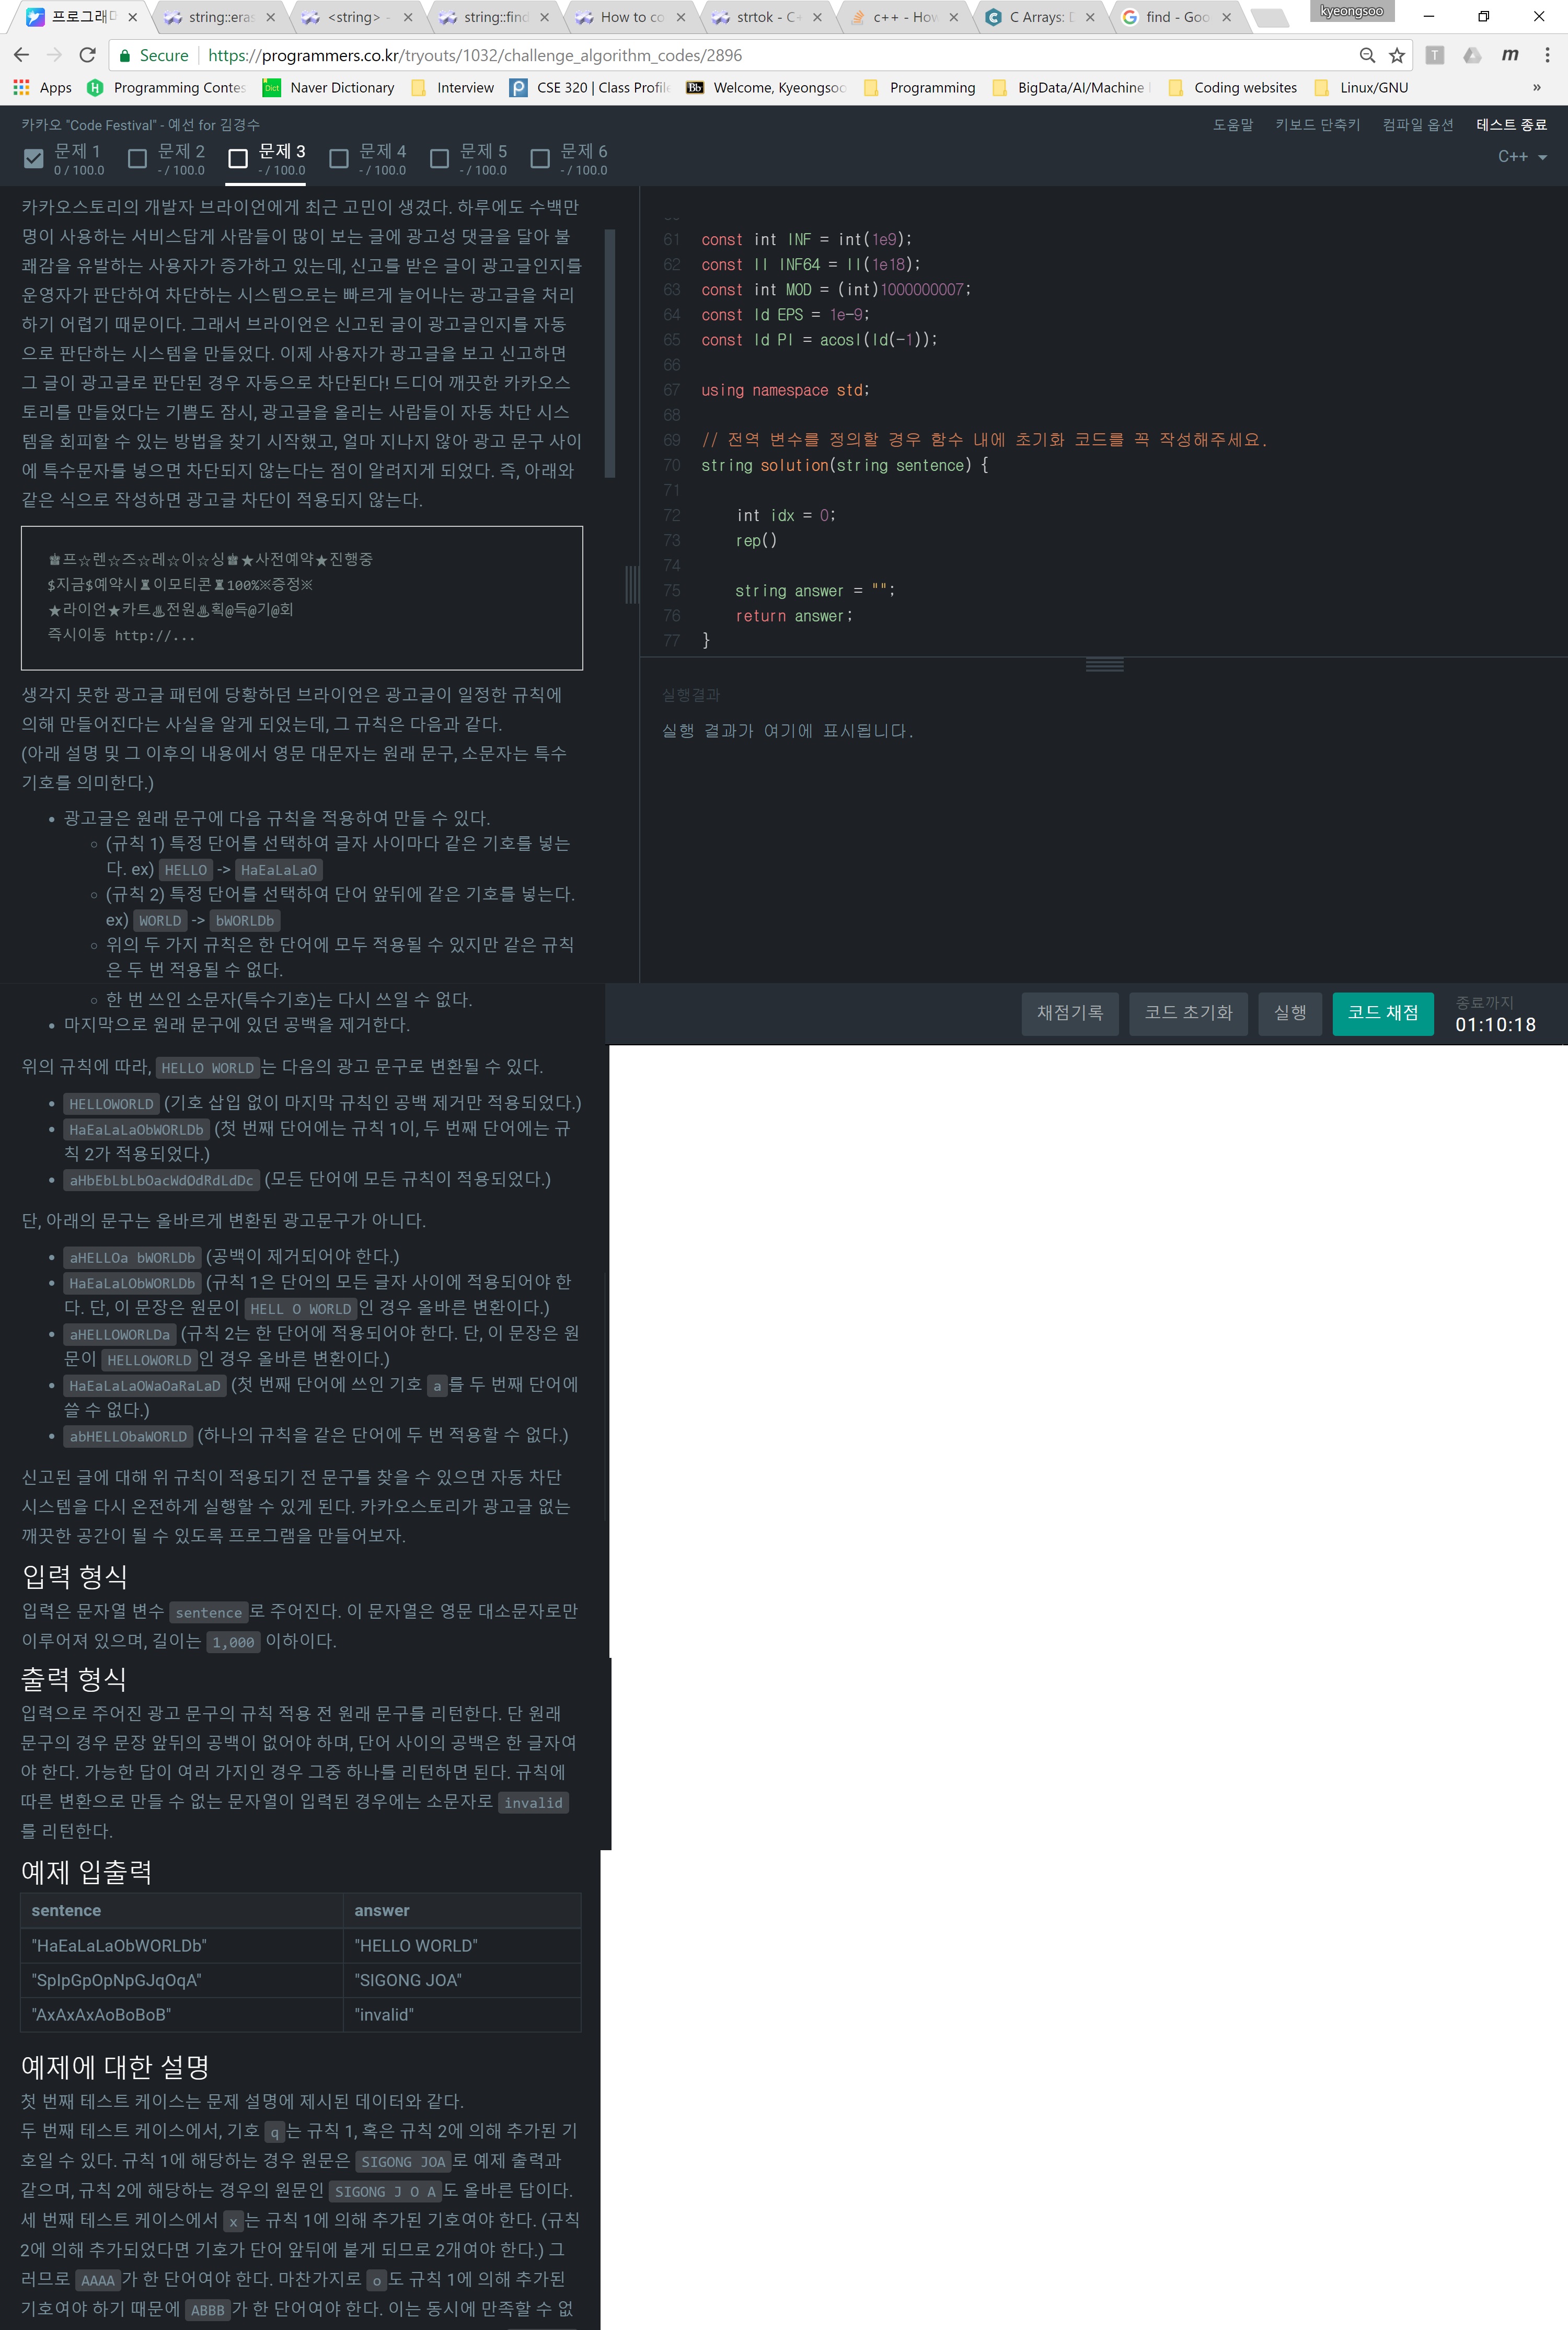 프로그래머
string::eras
<string> -
string::find
How to co
strtok - C+
c++ - How
C Arrays: D
find - Goo
kyeongsoo
Secure
https://programmers.co.kr/tryouts/1032/challenge_algorithm_codes/2896
Apps
Programming Contes
Naver Dictionary
Interview
CSE 320 | Class Profile
Welcome, Kyeongsoo
Programming
BigData/AI/Machine
Coding websites
Linux/GNU
»
카카오 "Code Festival" - 예선 for 김경수
도움말 키보드 단축키 컴파일 옵션 테스트 종료
문제 1 문제 2 문제 3 문제 4 문제 5 문제 6
0 / 100.0 - / 100.0 - / 100.0 - / 100.0 - / 100.0 - / 100.0
C++
카카오스토리의 개발자 브라이언에게 최근 고민이 생겼다. 하루에도 수백만
명이 사용하는 서비스답게 사람들이 많이 보는 글에 광고성 댓글을 달아 불
쾌감을 유발하는 사용자가 증가하고 있는데, 신고를 받은 글이 광고글인지를
운영자가 판단하여 차단하는 시스템으로는 빠르게 늘어나는 광고글을 처리
하기 어렵기 때문이다. 그래서 브라이언은 신고된 글이 광고글인지를 자동
으로 판단하는 시스템을 만들었다. 이제 사용자가 광고글을 보고 신고하면
그 글이 광고글로 판단된 경우 자동으로 차단된다! 드디어 깨끗한 카카오스
토리를 만들었다는 기쁨도 잠시, 광고글을 올리는 사람들이 자동 차단 시스
템을 회피할 수 있는 방법을 찾기 시작했고, 얼마 지나지 않아 광고 문구 사이
에 특수문자를 넣으면 차단되지 않는다는 점이 알려지게 되었다. 즉, 아래와
같은 식으로 작성하면 광고글 차단이 적용되지 않는다.
♚프☆렌☆즈☆레☆이☆싱♚★사전예약★진행중
$지금$예약시♜이모티콘♜100%※증정※
★라이언★카트♨전원♨획@득@기@회
즉시이동 http://...
생각지 못한 광고글 패턴에 당황하던 브라이언은 광고글이 일정한 규칙에
의해 만들어진다는 사실을 알게 되었는데, 그 규칙은 다음과 같다.
(아래 설명 및 그 이후의 내용에서 영문 대문자는 원래 문구, 소문자는 특수
기호를 의미한다.)
• 광고글은 원래 문구에 다음 규칙을 적용하여 만들 수 있다.
◦ (규칙 1) 특정 단어를 선택하여 글자 사이마다 같은 기호를 넣는
다. ex) HELLO -> HaEaLaLaO
◦ (규칙 2) 특정 단어를 선택하여 단어 앞뒤에 같은 기호를 넣는다.
ex) WORLD -> bWORLDb
◦ 위의 두 가지 규칙은 한 단어에 모두 적용될 수 있지만 같은 규칙
은 두 번 적용될 수 없다.
◦ 한 번 쓰인 소문자(특수기호)는 다시 쓰일 수 없다.
• 마지막으로 원래 문구에 있던 공백을 제거한다.
위의 규칙에 따라, HELLO WORLD 는 다음의 광고 문구로 변환될 수 있다.
• HELLOWORLD (기호 삽입 없이 마지막 규칙인 공백 제거만 적용되었다.)
• HaEaLaLaObWORLDb (첫 번째 단어에는 규칙 1이, 두 번째 단어에는 규
칙 2가 적용되었다.)
• aHbEbLbLbOacWdOdRdLdDc (모든 단어에 모든 규칙이 적용되었다.)
단, 아래의 문구는 올바르게 변환된 광고문구가 아니다.
• aHELLOa bWORLDb (공백이 제거되어야 한다.)
• HaEaLaLObWORLDb (규칙 1은 단어의 모든 글자 사이에 적용되어야 한
다. 단, 이 문장은 원문이 HELL O WORLD 인 경우 올바른 변환이다.)
• aHELLOWORLDa (규칙 2는 한 단어에 적용되어야 한다. 단, 이 문장은 원
문이 HELLOWORLD 인 경우 올바른 변환이다.)
• HaEaLaLaOWaOaRaLaD (첫 번째 단어에 쓰인 기호 a 를 두 번째 단어에
쓸 수 없다.)
• abHELLObaWORLD (하나의 규칙을 같은 단어에 두 번 적용할 수 없다.)
신고된 글에 대해 위 규칙이 적용되기 전 문구를 찾을 수 있으면 자동 차단
시스템을 다시 온전하게 실행할 수 있게 된다. 카카오스토리가 광고글 없는
깨끗한 공간이 될 수 있도록 프로그램을 만들어보자.
입력 형식
입력은 문자열 변수 sentence 로 주어진다. 이 문자열은 영문 대소문자로만
이루어져 있으며, 길이는 1,000 이하이다.
출력 형식
입력으로 주어진 광고 문구의 규칙 적용 전 원래 문구를 리턴한다. 단 원래
문구의 경우 문장 앞뒤의 공백이 없어야 하며, 단어 사이의 공백은 한 글자여
야 한다. 가능한 답이 여러 가지인 경우 그중 하나를 리턴하면 된다. 규칙에
따른 변환으로 만들 수 없는 문자열이 입력된 경우에는 소문자로 invalid
를 리턴한다.
예제 입출력
sentence answer
"HaEaLaLaObWORLDb" "HELLO WORLD"
"SpIpGpOpNpGJqOqA" "SIGONG JOA"
"AxAxAxAoBoBoB" "invalid"
예제에 대한 설명
첫 번째 테스트 케이스는 문제 설명에 제시된 데이터와 같다.
두 번째 테스트 케이스에서, 기호 q 는 규칙 1, 혹은 규칙 2에 의해 추가된 기
호일 수 있다. 규칙 1에 해당하는 경우 원문은 SIGONG JOA 로 예제 출력과
같으며, 규칙 2에 해당하는 경우의 원문인 SIGONG J O A 도 올바른 답이다.
세 번째 테스트 케이스에서 x 는 규칙 1에 의해 추가된 기호여야 한다. (규칙
2에 의해 추가되었다면 기호가 단어 앞뒤에 붙게 되므로 2개여야 한다.) 그
러므로 AAAA 가 한 단어여야 한다. 마찬가지로 o 도 규칙 1에 의해 추가된
기호여야 하기 때문에 ABBB 가 한 단어여야 한다. 이는 동시에 만족할 수 없
61 const int INF = int(1e9);
62 const ll INF64 = ll(1e18);
63 const int MOD = (int)1000000007;
64 const ld EPS = 1e-9;
65 const ld PI = acosl(ld(-1));
66
67 using namespace std;
68
69 // 전역 변수를 정의할 경우 함수 내에 초기화 코드를 꼭 작성해주세요.
70 string solution(string sentence) {
71
72 int idx = 0;
73 rep()
74
75 string answer = "";
76 return answer;
77 }
실행결과
실행 결과가 여기에 표시됩니다.
채점기록 코드 초기화 실행 코드 채점
종료까지
01:10:18